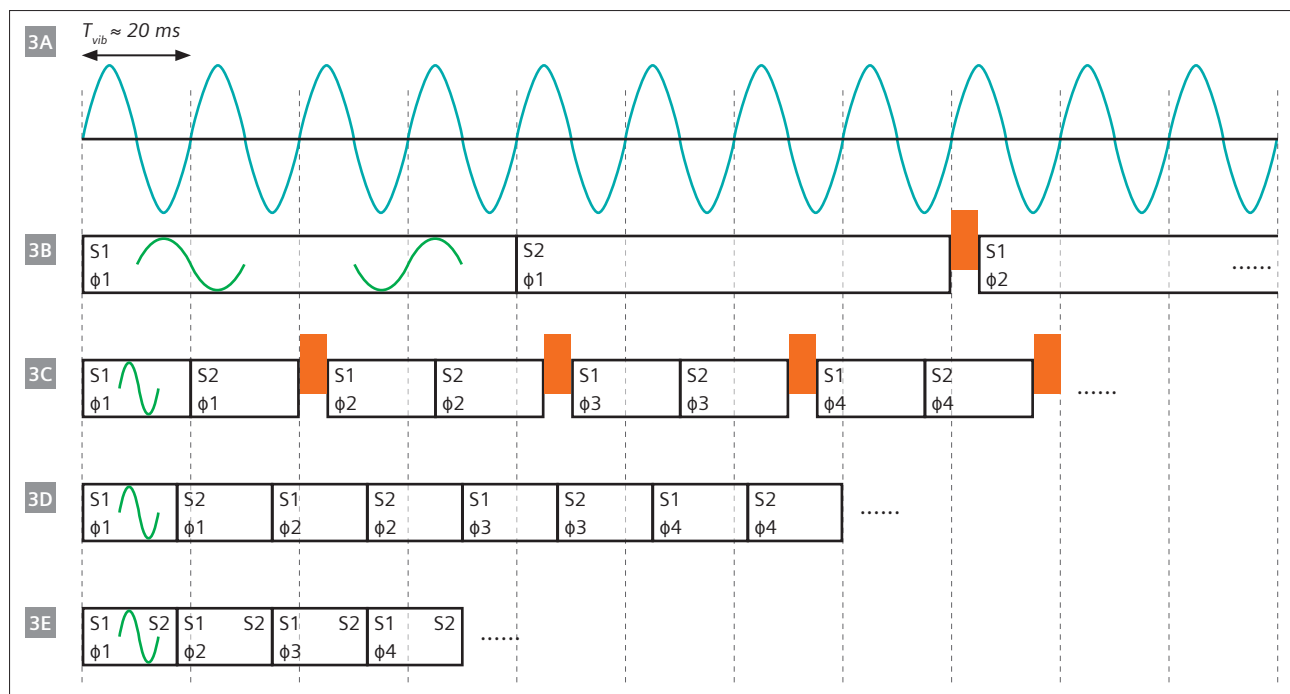 3A
T_vib ≈ 20 ms
3B
S1
ϕ1
S2
ϕ1
S1
ϕ2
......
3C
S1
ϕ1
S2
ϕ1
S1
ϕ2
S2
ϕ2
S1
ϕ3
S2
ϕ3
S1
ϕ4
S2
ϕ4
......
3D
S1
ϕ1
S2
ϕ1
S1
ϕ2
S2
ϕ2
S1
ϕ3
S2
ϕ3
S1
ϕ4
S2
ϕ4
......
3E
S1 S2
ϕ1
S1 S2
ϕ2
S1 S2
ϕ3
S1 S2
ϕ4
......